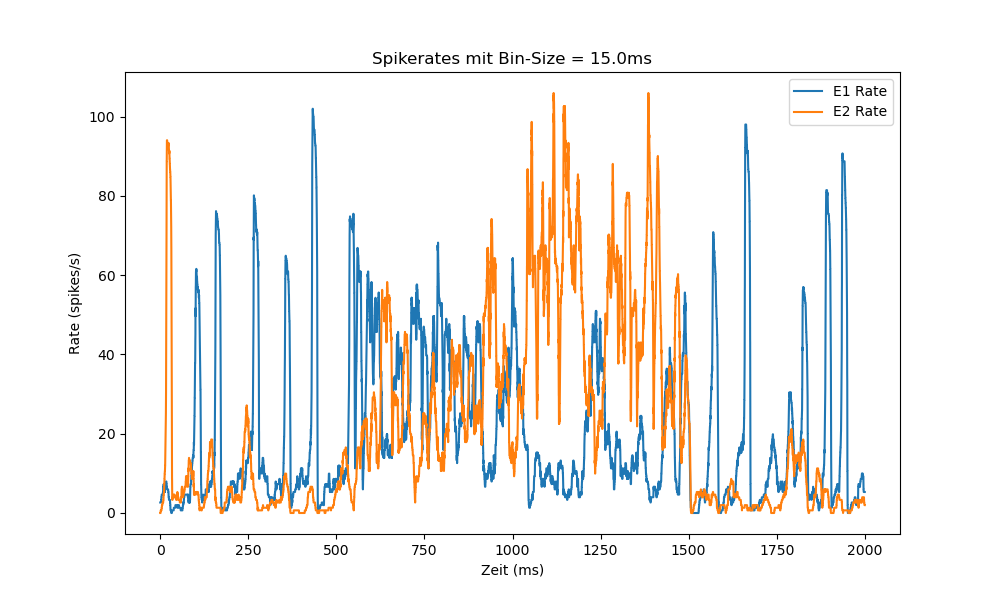 Spikerates mit Bin-Size = 15.0ms
E1 Rate
E2 Rate
Rate (spikes/s)
100
80
60
40
20
0
0 250 500 750 1000 1250 1500 1750 2000
Zeit (ms)